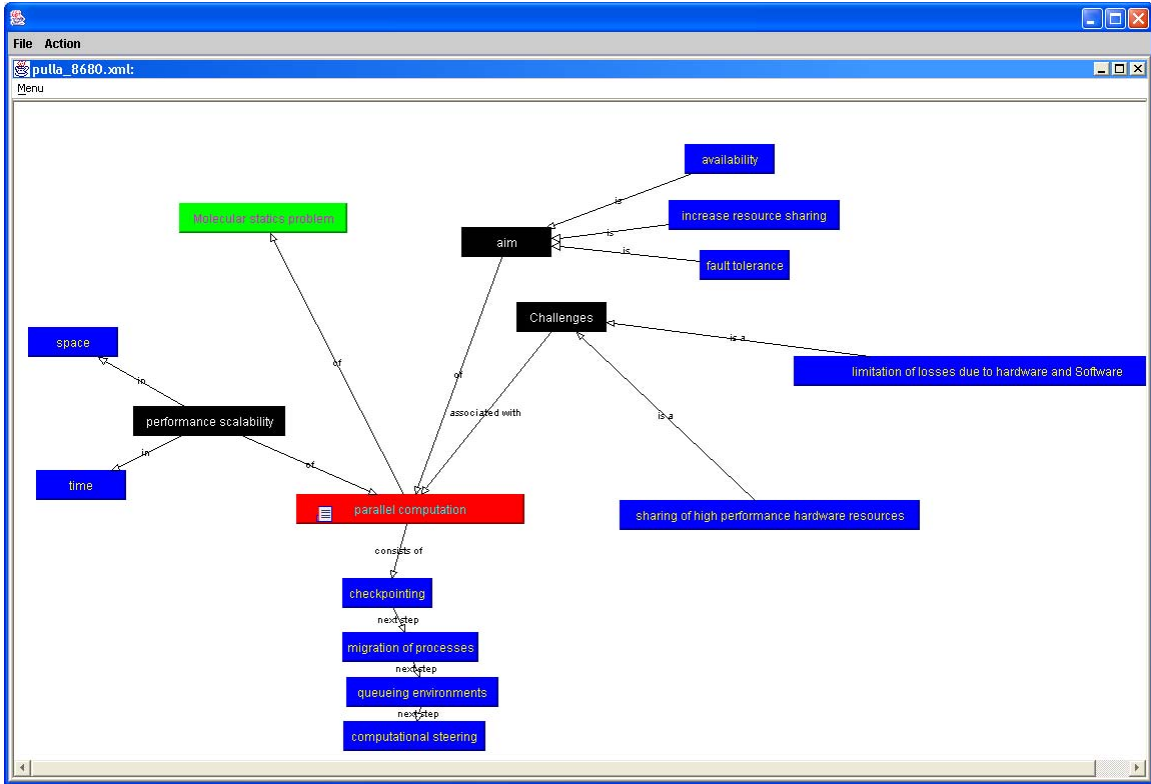 File Action
pulla_8680.xml:
Menu
availability
is
Molecular statics problem
increase resource sharing
is
aim
is
fault tolerance
Challenges
is a
space
limitation of losses due to hardware and Software
of
in
of
associated with
is a
performance scalability
in
of
time
parallel computation
sharing of high performance hardware resources
consists of
checkpointing
next step
migration of processes
next step
queueing environments
next step
computational steering